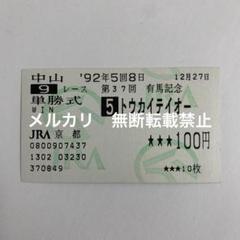 中山 '92年5回8日 12月27日
9 レース 第37回 有馬記念
単勝式
WIN
5 トウカイテイオー
メルカリ 無断転載禁止
☆☆☆100円
JRA 京都
0800907437
1302 03230
370849 ☆☆☆☆10枚